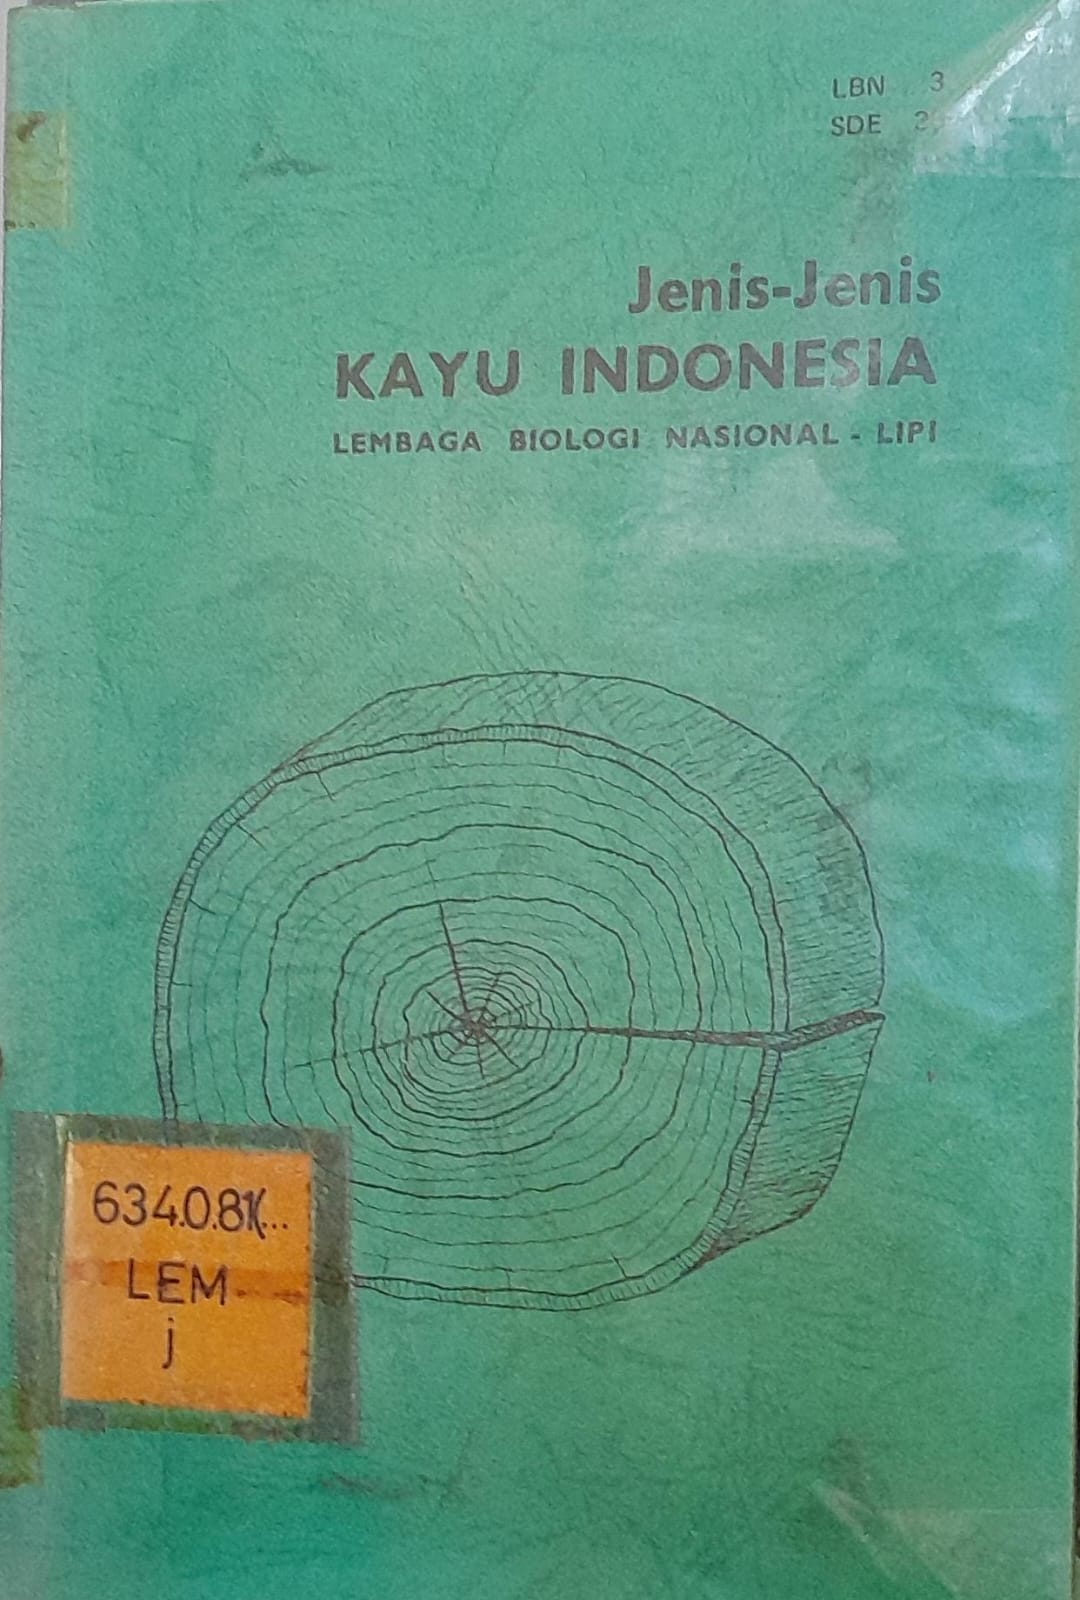 LBN 3
SDE
Jenis-Jenis
KAYU INDONESIA
LEMBAGA BIOLOGI NASIONAL - LIPI
LEM
j